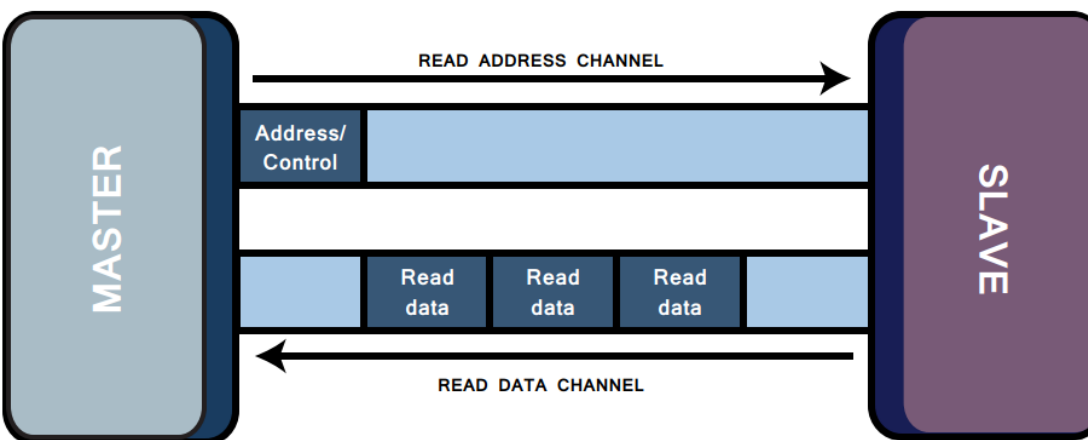 READ ADDRESS CHANNEL
MASTER
Address/
Control
SLAVE
Read
data
Read
data
Read
data
READ DATA CHANNEL